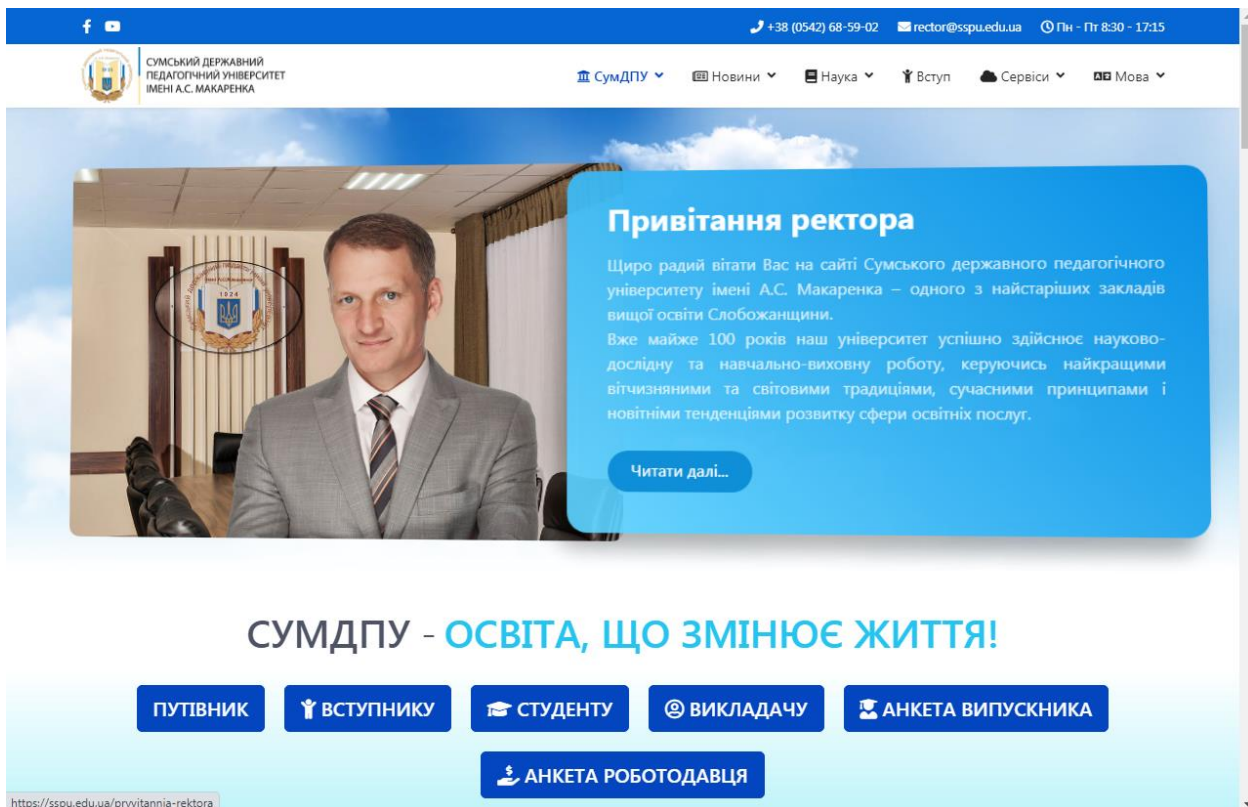 +38 (0542) 68-59-02 rector@sspu.edu.ua Пн - Пт 8:30 - 17:15
СУМСЬКИЙ ДЕРЖАВНИЙ
ПЕДАГОГІЧНИЙ УНІВЕРСИТЕТ
ІМЕНІ А.С. МАКАРЕНКА
СумДПУ Новини Наука Вступ Сервіси Мова
1924
Привітання ректора
Щиро радий вітати Вас на сайті Сумського державного педагогічного
університету імені А.С. Макаренка – одного з найстаріших закладів
вищої освіти Слобожанщини.
Вже майже 100 років наш університет успішно здійснює науково-
дослідну та навчально-виховну роботу, керуючись найкращими
вітчизняними та світовими традиціями, сучасними принципами і
новітніми тенденціями розвитку сфери освітніх послуг.
Читати далі...
СУМДПУ - ОСВІТА, ЩО ЗМІНЮЄ ЖИТТЯ!
ПУТІВНИК ВСТУПНИКУ СТУДЕНТУ ВИКЛАДАЧУ АНКЕТА ВИПУСКНИКА
АНКЕТА РОБОТОДАВЦЯ
https://sspu.edu.ua/pryvitannia-rektora